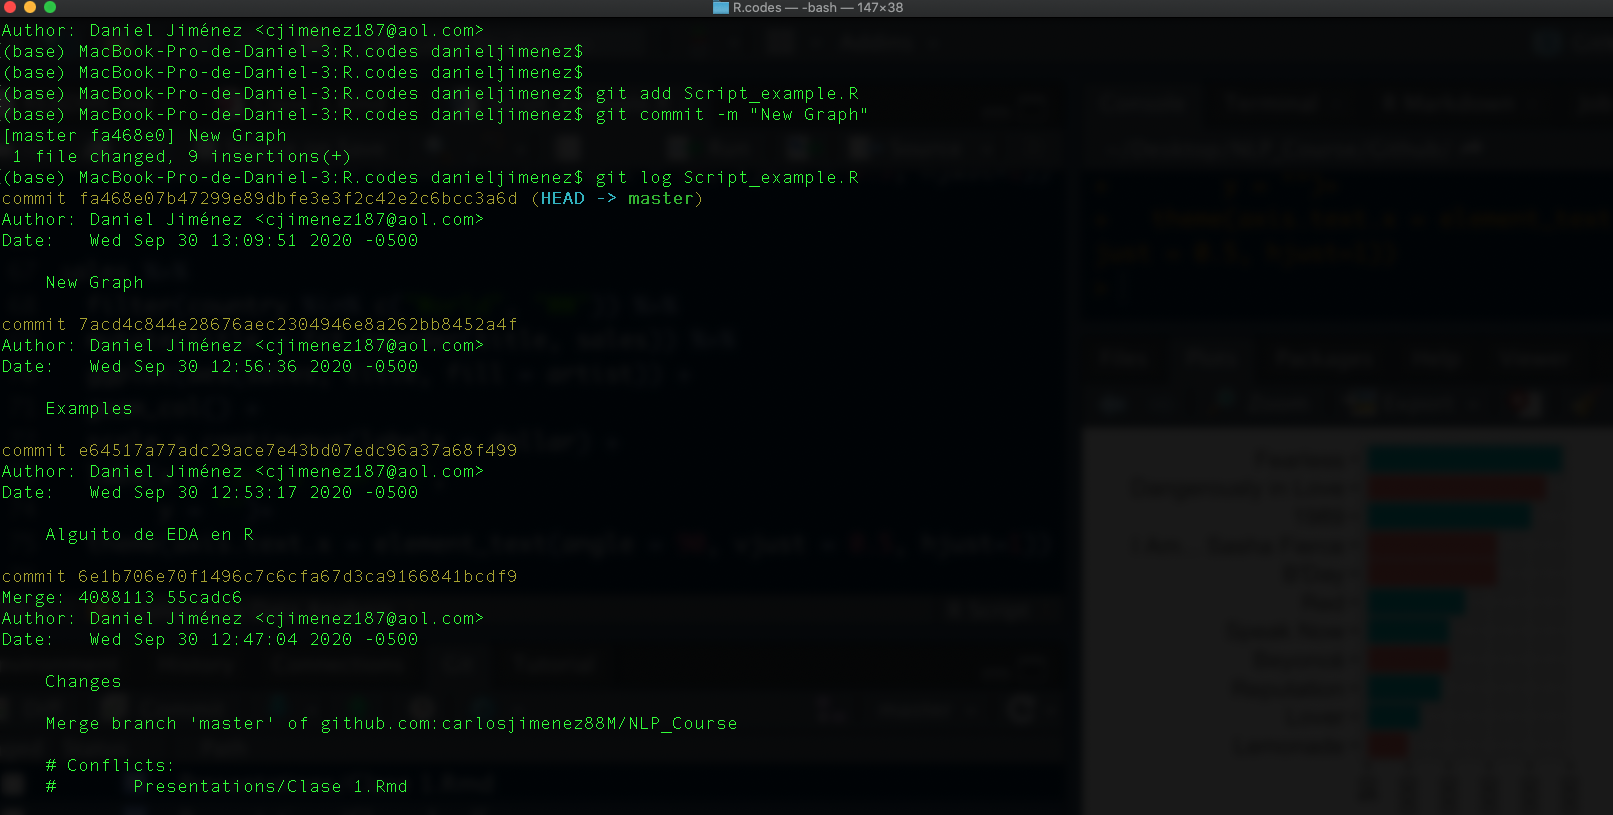 R.codes — -bash — 147×38
Author: Daniel Jiménez <cjimenez187@aol.com>
(base) MacBook-Pro-de-Daniel-3:R.codes danieljimenez$
(base) MacBook-Pro-de-Daniel-3:R.codes danieljimenez$
(base) MacBook-Pro-de-Daniel-3:R.codes danieljimenez$ git add Script_example.R
(base) MacBook-Pro-de-Daniel-3:R.codes danieljimenez$ git commit -m "New Graph"
[master fa468e0] New Graph
 1 file changed, 9 insertions(+)
(base) MacBook-Pro-de-Daniel-3:R.codes danieljimenez$ git log Script_example.R
commit fa468e07b47299e89dbfe3e3f2c42e2c6bcc3a6d (HEAD -> master)
Author: Daniel Jiménez <cjimenez187@aol.com>
Date:   Wed Sep 30 13:09:51 2020 -0500
    New Graph
commit 7acd4c844e28676aec2304946e8a262bb8452a4f
Author: Daniel Jiménez <cjimenez187@aol.com>
Date:   Wed Sep 30 12:56:36 2020 -0500
    Examples
commit e64517a77adc29ace7e43bd07edc96a37a68f499
Author: Daniel Jiménez <cjimenez187@aol.com>
Date:   Wed Sep 30 12:53:17 2020 -0500
    Alguito de EDA en R
commit 6e1b706e70f1496c7c6cfa67d3ca9166841bcdf9
Merge: 4088113 55cadc6
Author: Daniel Jiménez <cjimenez187@aol.com>
Date:   Wed Sep 30 12:47:04 2020 -0500
    Changes
    Merge branch 'master' of github.com:carlosjimenez88M/NLP_Course
    # Conflicts:
    #       Presentations/Clase 1.Rmd